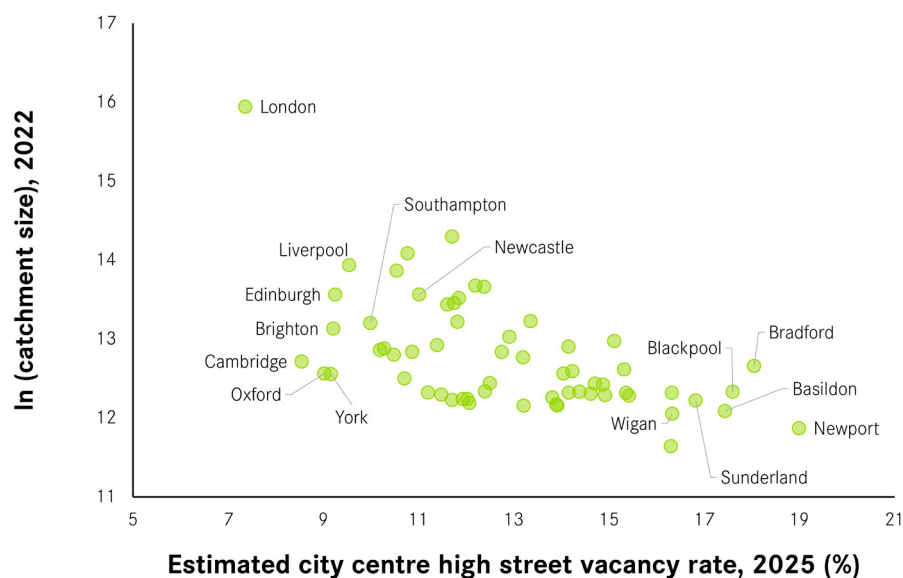 ln (catchment size), 2022
17
16
15
14
13
12
11
London
Southampton
Liverpool
Newcastle
Edinburgh
Brighton
Bradford
Blackpool
Cambridge
Basildon
Oxford
York
Wigan
Newport
Sunderland
5 7 9 11 13 15 17 19 21
Estimated city centre high street vacancy rate, 2025 (%)